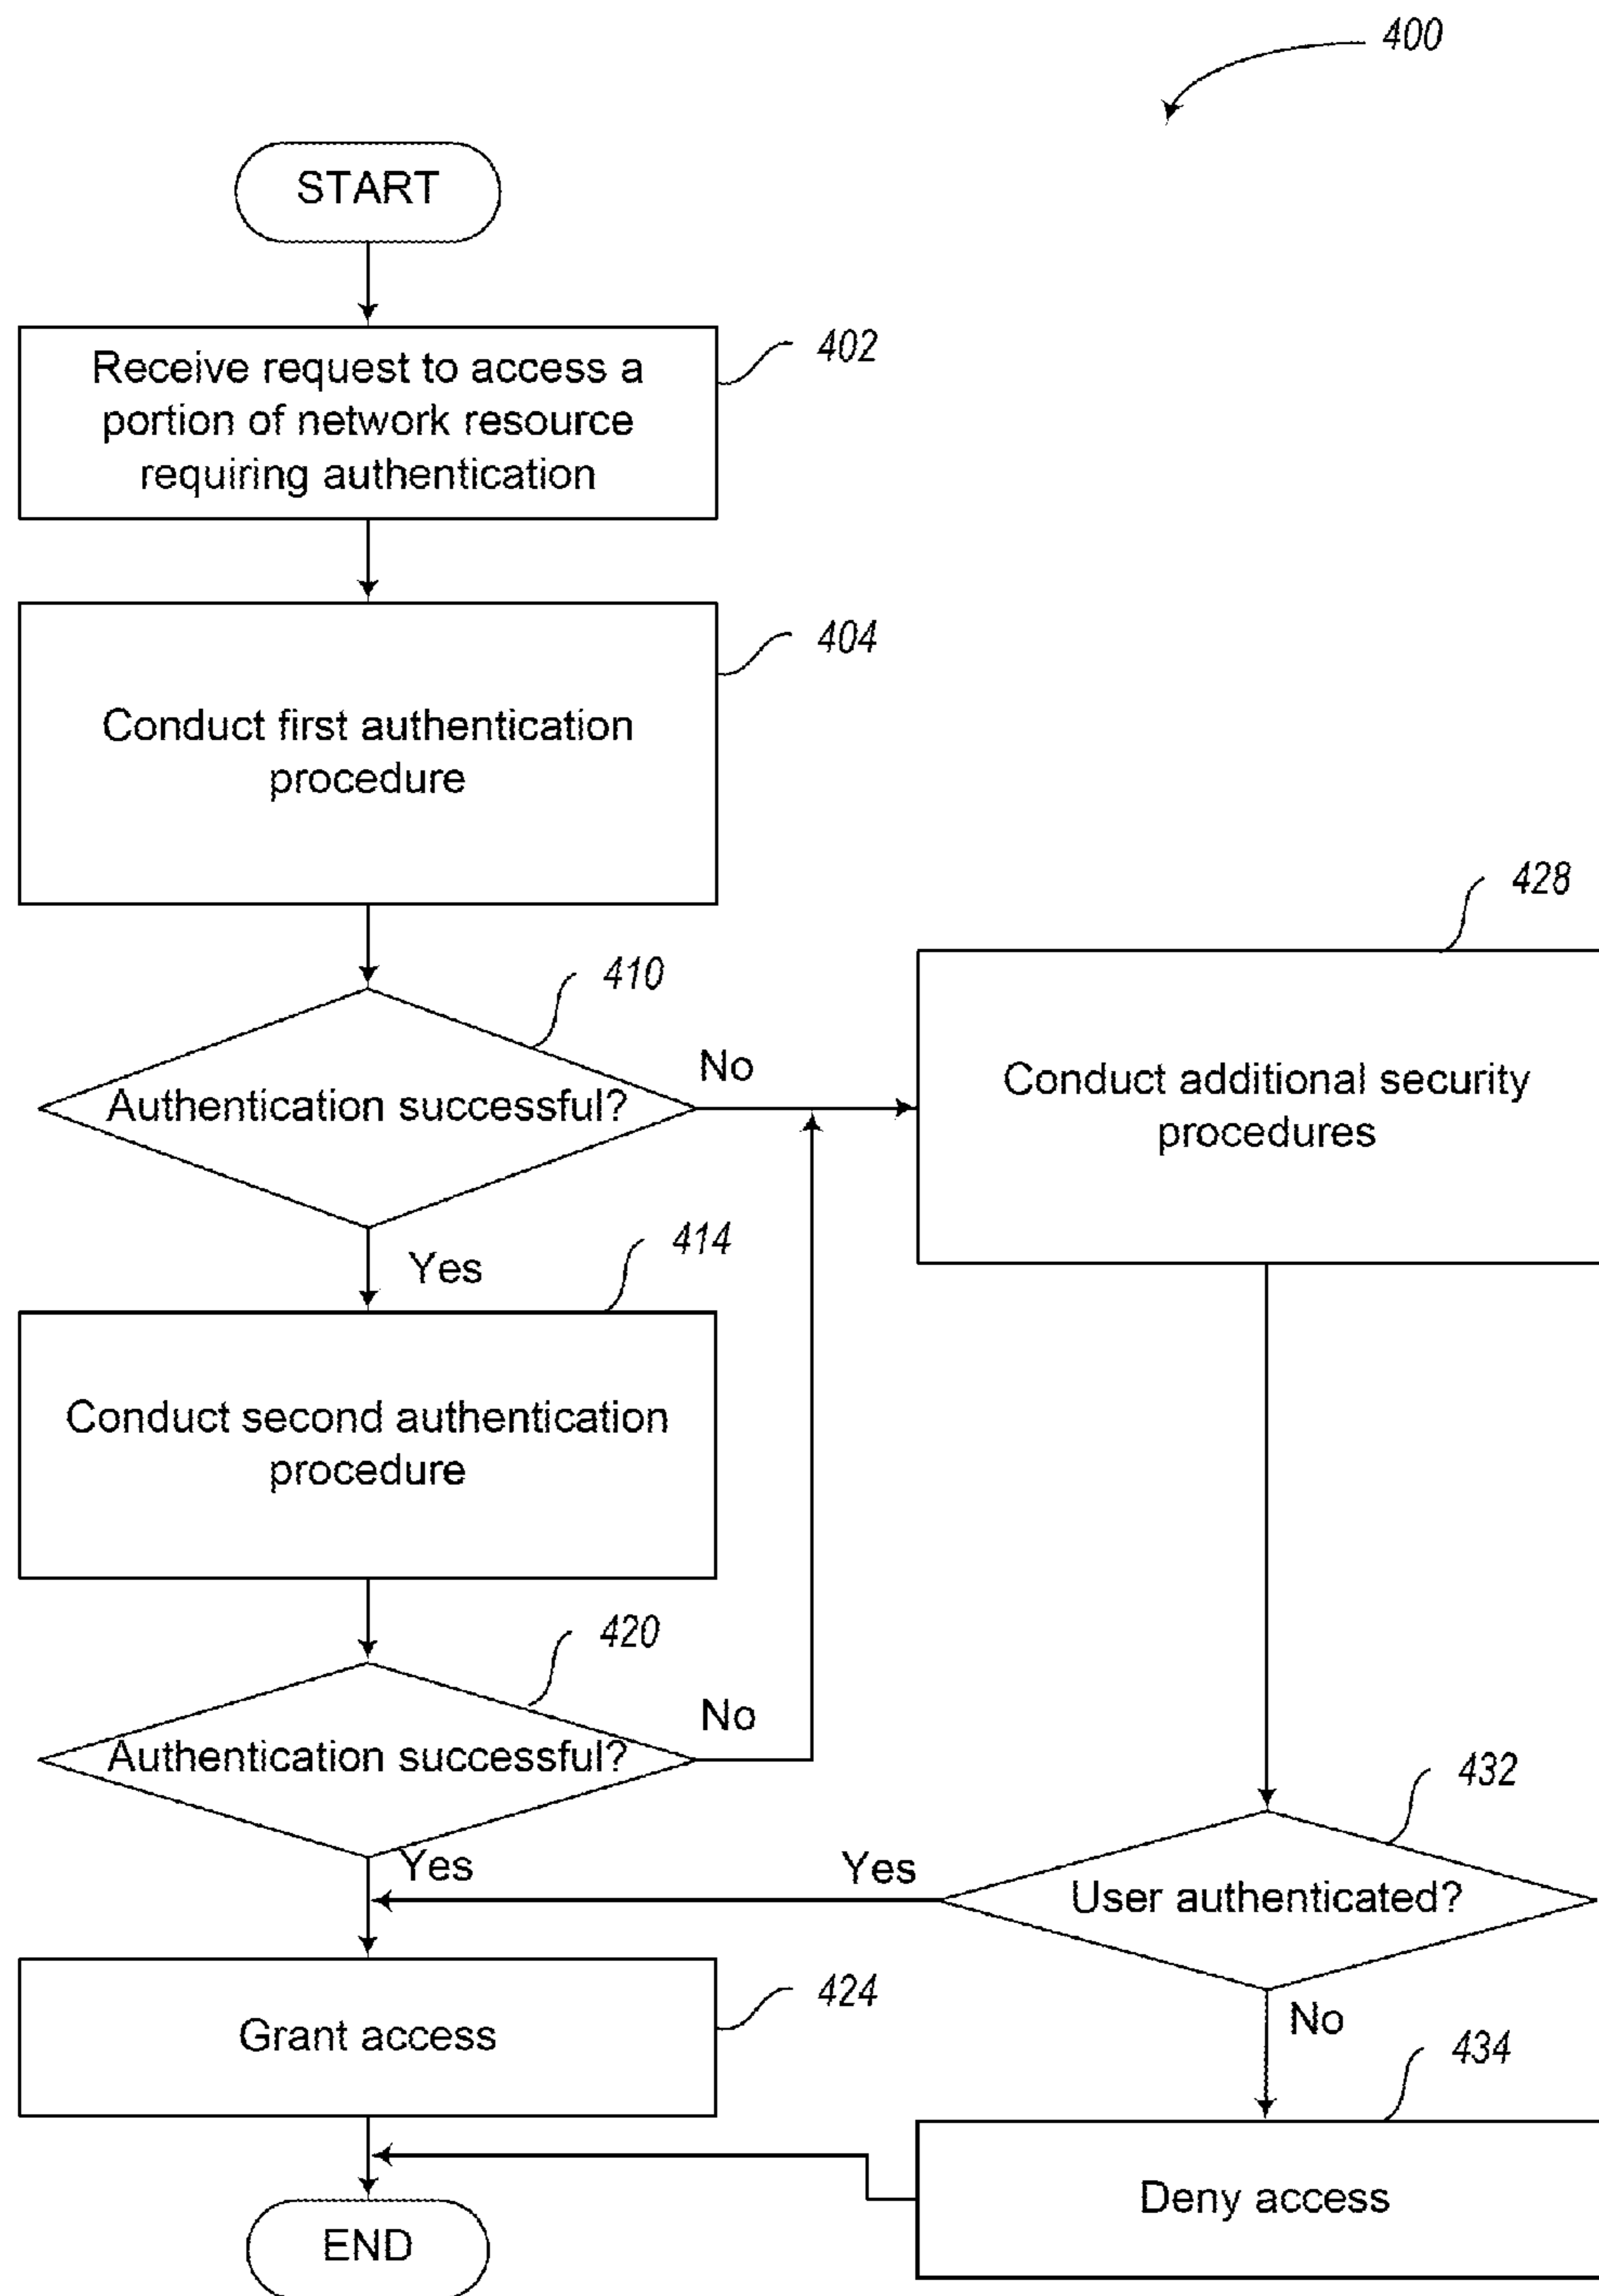 400
START
402
Receive request to access a
portion of network resource
requiring authentication
404
Conduct first authentication
procedure
428
410
No
Authentication successful?
Conduct additional security
procedures
Yes
414
Conduct second authentication
procedure
420
No
Authentication successful?
432
Yes
Yes
User authenticated?
424
Grant access
No
434
Deny access
END